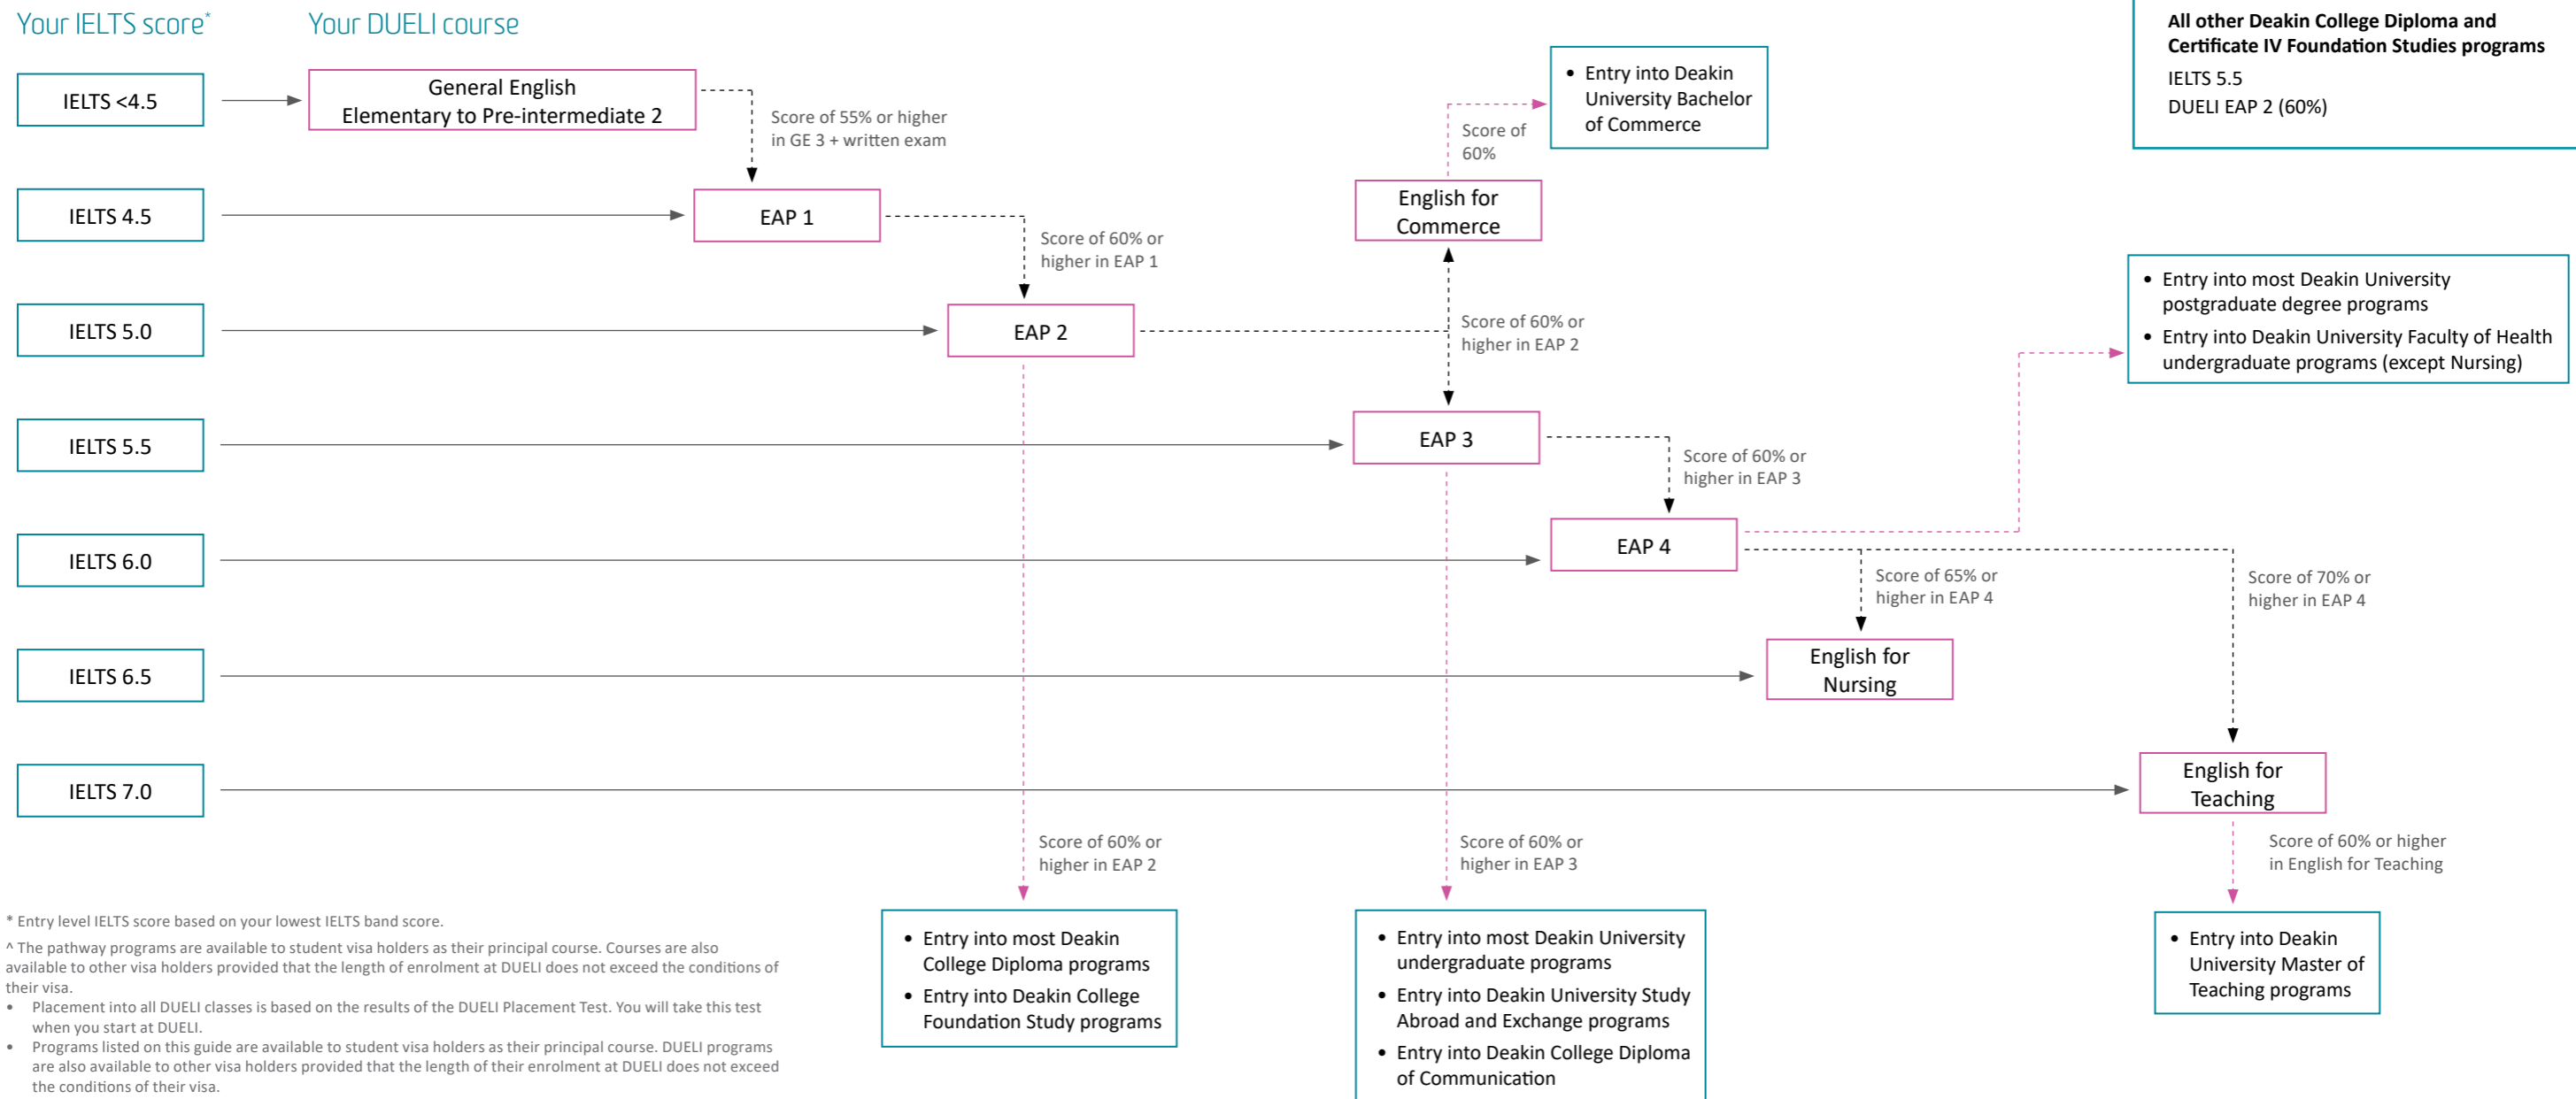 Your IELTS score*
Your DUELI course
All other Deakin College Diploma and
Certificate IV Foundation Studies programs
IELTS 5.5
DUELI EAP 2 (60%)
IELTS <4.5
General English
Elementary to Pre-intermediate 2
Score of 55% or higher
in GE 3 + written exam
• Entry into Deakin
University Bachelor
of Commerce
Score of
60%
IELTS 4.5
EAP 1
English for
Commerce
Score of 60% or
higher in EAP 1
• Entry into most Deakin University
postgraduate degree programs
• Entry into Deakin University Faculty of Health
undergraduate programs (except Nursing)
IELTS 5.0
EAP 2
Score of 60% or
higher in EAP 2
IELTS 5.5
EAP 3
Score of 60% or
higher in EAP 3
IELTS 6.0
EAP 4
Score of 65% or
higher in EAP 4
Score of 70% or
higher in EAP 4
IELTS 6.5
English for
Nursing
IELTS 7.0
English for
Teaching
Score of 60% or
higher in EAP 2
Score of 60% or
higher in EAP 3
Score of 60% or higher
in English for Teaching
• Entry into most Deakin
College Diploma programs
• Entry into Deakin College
Foundation Study programs
• Entry into most Deakin University
undergraduate programs
• Entry into Deakin University Study
Abroad and Exchange programs
• Entry into Deakin College Diploma
of Communication
• Entry into Deakin
University Master of
Teaching programs
* Entry level IELTS score based on your lowest IELTS band score.
^ The pathway programs are available to student visa holders as their principal course. Courses are also
available to other visa holders provided that the length of enrolment at DUELI does not exceed the conditions of
their visa.
• Placement into all DUELI classes is based on the results of the DUELI Placement Test. You will take this test
when you start at DUELI.
• Programs listed on this guide are available to student visa holders as their principal course. DUELI programs
are also available to other visa holders provided that the length of their enrolment at DUELI does not exceed
the conditions of their visa.